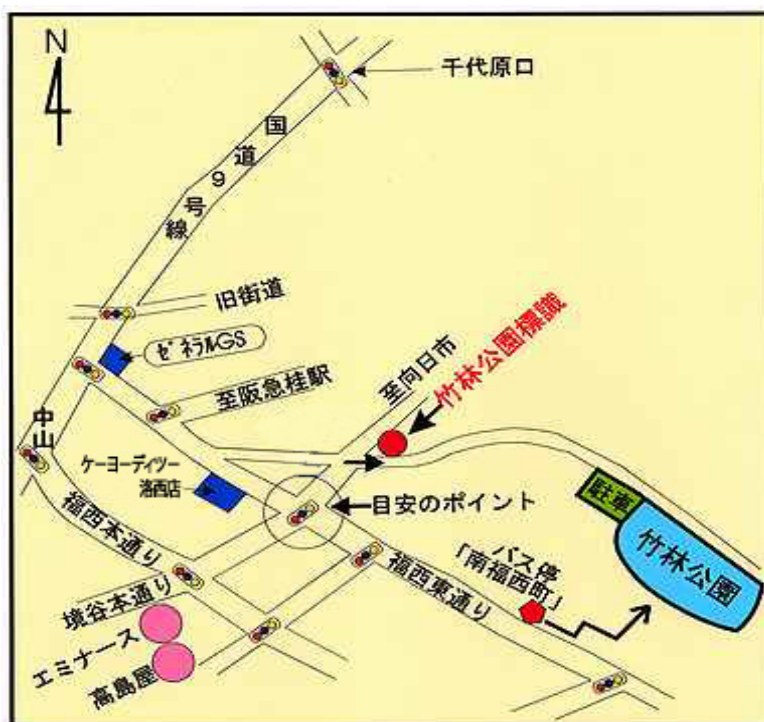 N
千代原口
国道9号線
旧街道
ゼネラルGS
至阪急桂駅
至向日市
竹林公園標識
中山
ケーヨーディツー
洛西店
目安のポイント
駐車
竹林公園
福西本通り
福西東通り
バス停
「南福西町」
境谷本通り
エミナース
高島屋